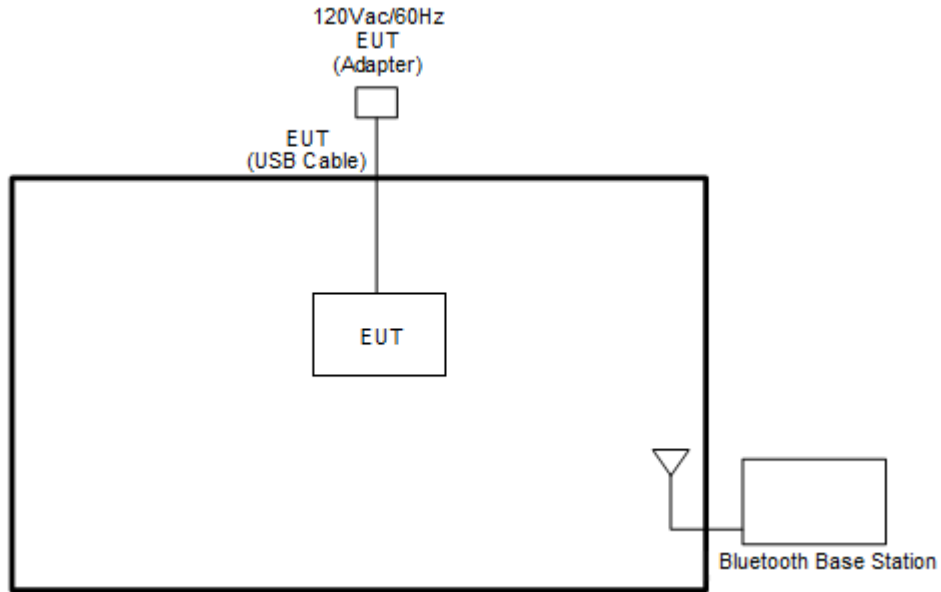 120Vac/60Hz
EUT
(Adapter)
EUT
(USB Cable)
EUT
Bluetooth Base Station